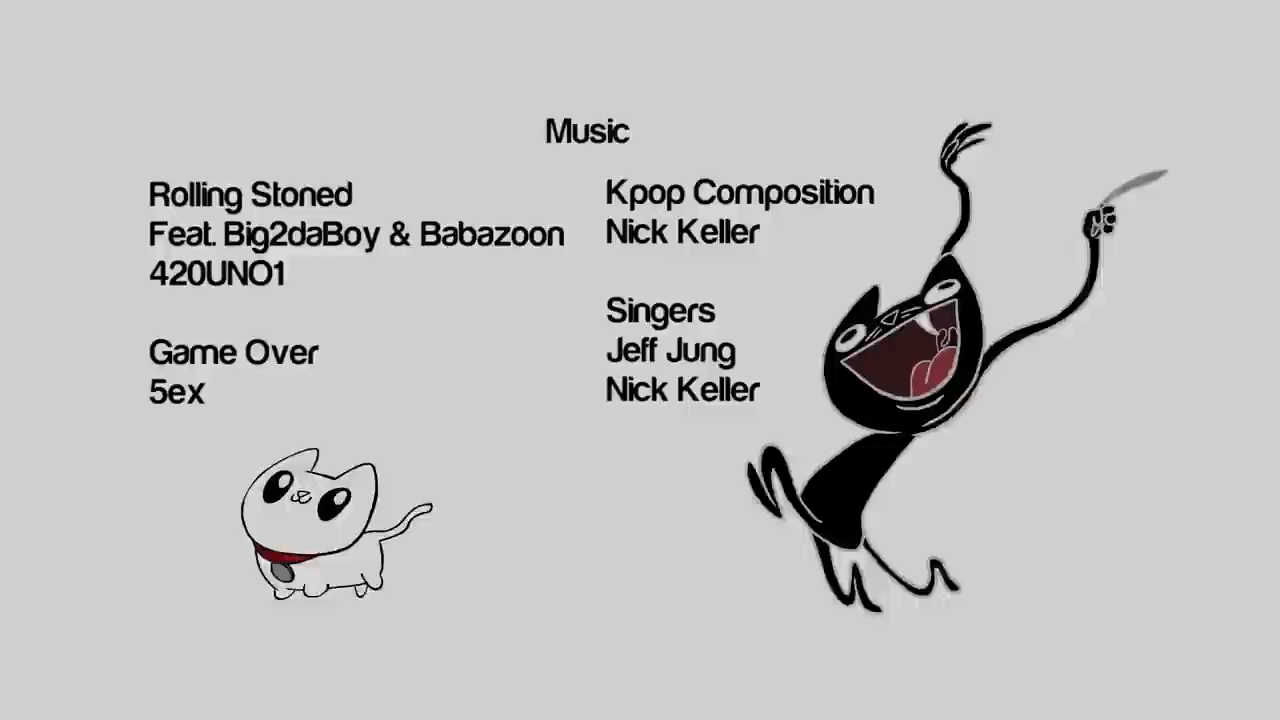 Music
Rolling Stoned
Feat. Big2daBoy & Babazoon
420UNO1
Game Over
5ex
Kpop Composition
Nick Keller
Singers
Jeff Jung
Nick Keller